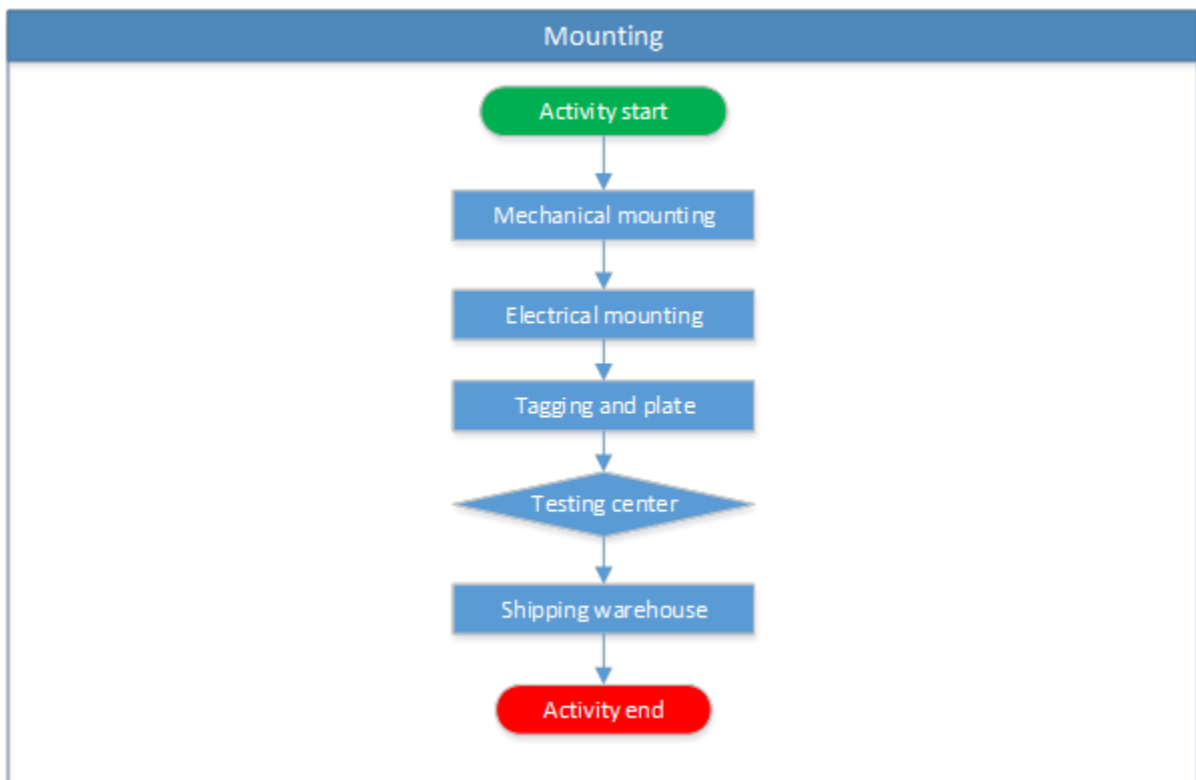 Mounting
Activity start
Mechanical mounting
Electrical mounting
Tagging and plate
Testing center
Shipping warehouse
Activity end